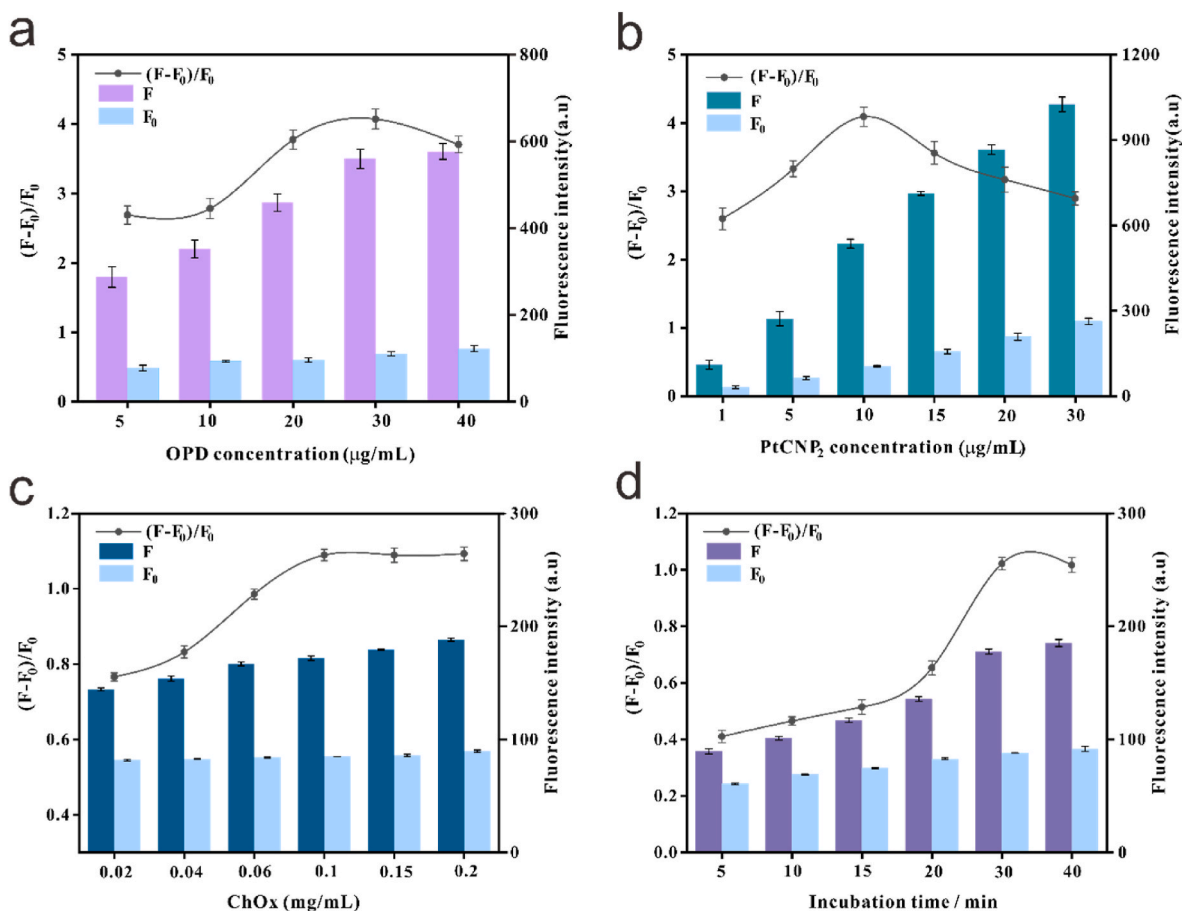 a
5
4
3
2
1
0
(F-F₀)/F₀
800
600
400
200
0
Fluorescence intensity(a.u)
(F-F₀)/F₀
F
F₀
5 10 20 30 40
OPD concentration (μg/mL)
b
5
4
3
2
1
0
(F-F₀)/F₀
1200
900
600
300
0
Fluorescence intensity(a.u)
(F-F₀)/F₀
F
F₀
1 5 10 15 20 30
PtCNP₂ concentration (μg/mL)
c
1.2
1.0
0.8
0.6
0.4
(F-F₀)/F₀
300
200
100
0
Fluorescence intensity (a.u)
(F-F₀)/F₀
F
F₀
0.02 0.04 0.06 0.1 0.15 0.2
ChOx (mg/mL)
d
1.2
1.0
0.8
0.6
0.4
0.2
0.0
(F-F₀)/F₀
300
200
100
0
Fluorescence intensity (a.u)
(F-F₀)/F₀
F
F₀
5 10 15 20 30 40
Incubation time / min